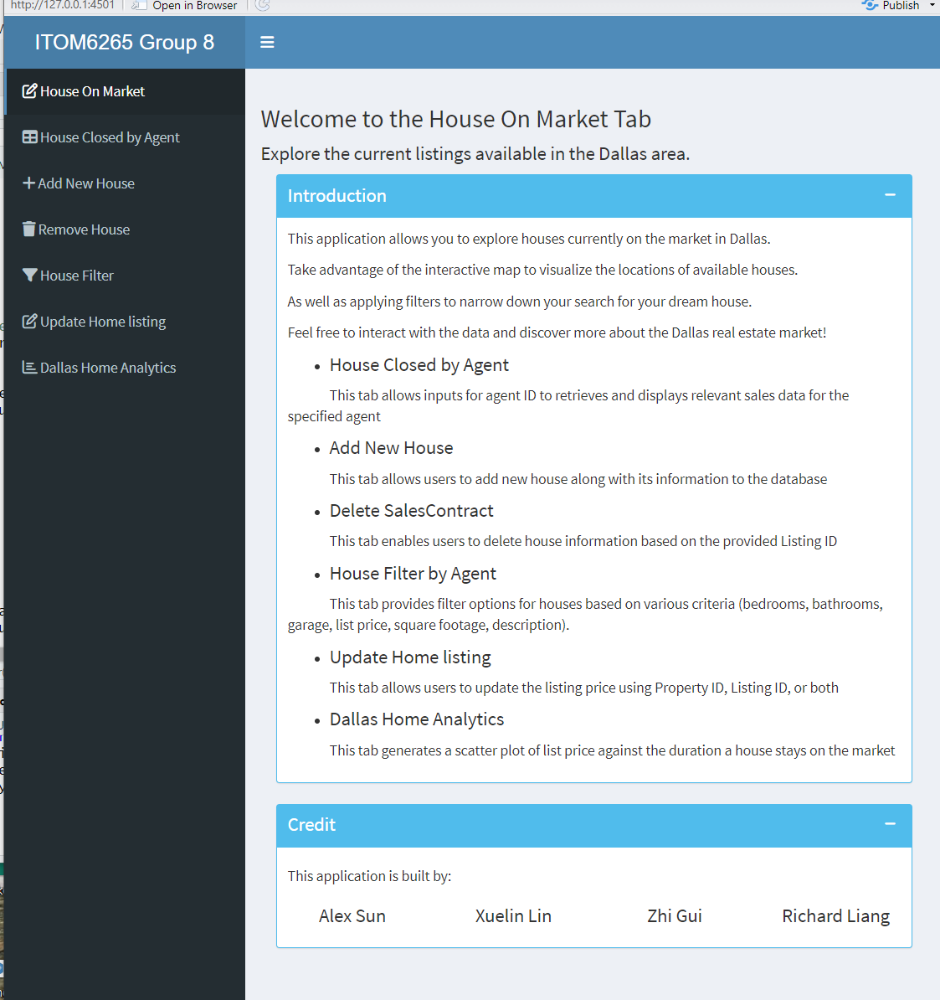 http://127.0.0.1:4501 Open in Browser Publish
ITOM6265 Group 8
House On Market
House Closed by Agent
Add New House
Remove House
House Filter
Update Home listing
Dallas Home Analytics
Welcome to the House On Market Tab
Explore the current listings available in the Dallas area.
Introduction
This application allows you to explore houses currently on the market in Dallas.
Take advantage of the interactive map to visualize the locations of available houses.
As well as applying filters to narrow down your search for your dream house.
Feel free to interact with the data and discover more about the Dallas real estate market!
• House Closed by Agent
This tab allows inputs for agent ID to retrieves and displays relevant sales data for the
specified agent
• Add New House
This tab allows users to add new house along with its information to the database
• Delete SalesContract
This tab enables users to delete house information based on the provided Listing ID
• House Filter by Agent
This tab provides filter options for houses based on various criteria (bedrooms, bathrooms,
garage, list price, square footage, description).
• Update Home listing
This tab allows users to update the listing price using Property ID, Listing ID, or both
• Dallas Home Analytics
This tab generates a scatter plot of list price against the duration a house stays on the market
Credit
This application is built by:
Alex Sun Xuelin Lin Zhi Gui Richard Liang